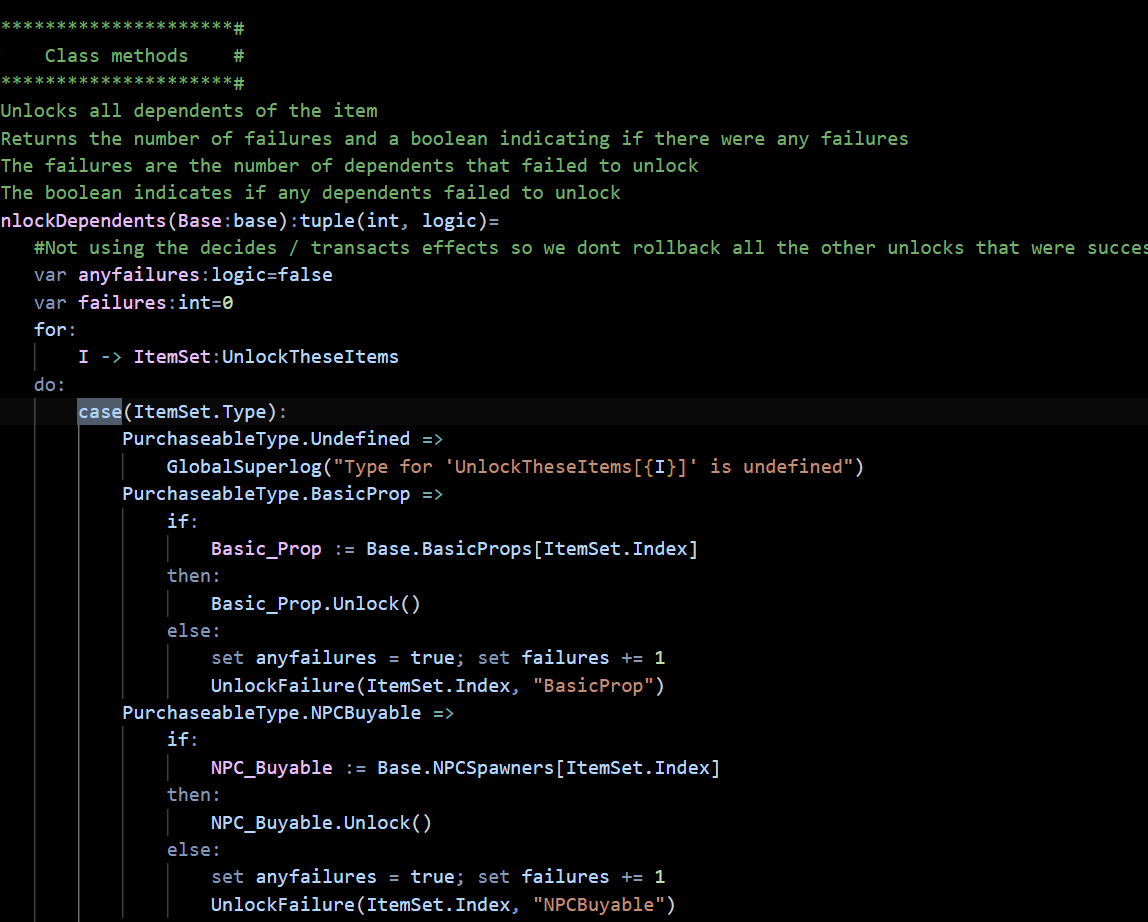 *********************#
Class methods    #
*********************#
Unlocks all dependents of the item
Returns the number of failures and a boolean indicating if there were any failures
The failures are the number of dependents that failed to unlock
The boolean indicates if any dependents failed to unlock
nlockDependents(Base:base):tuple(int, logic)=
#Not using the decides / transacts effects so we dont rollback all the other unlocks that were succes
var anyfailures:logic=false
var failures:int=0
for:
I -> ItemSet:UnlockTheseItems
do:
case(ItemSet.Type):
PurchaseableType.Undefined =>
GlobalSuperlog("Type for 'UnlockTheseItems[{I}]' is undefined")
PurchaseableType.BasicProp =>
if:
Basic_Prop := Base.BasicProps[ItemSet.Index]
then:
Basic_Prop.Unlock()
else:
set anyfailures = true; set failures += 1
UnlockFailure(ItemSet.Index, "BasicProp")
PurchaseableType.NPCBuyable =>
if:
NPC_Buyable := Base.NPCSpawners[ItemSet.Index]
then:
NPC_Buyable.Unlock()
else:
set anyfailures = true; set failures += 1
UnlockFailure(ItemSet.Index, "NPCBuyable")